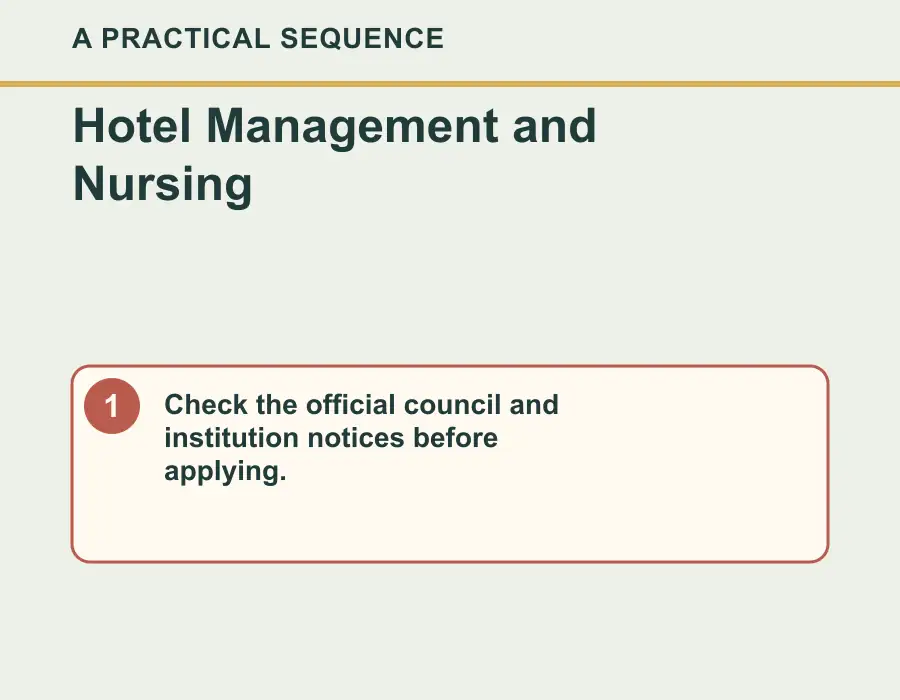 A PRACTICAL SEQUENCE
Hotel Management and
Nursing
1
Check the official council and
institution notices before
applying.